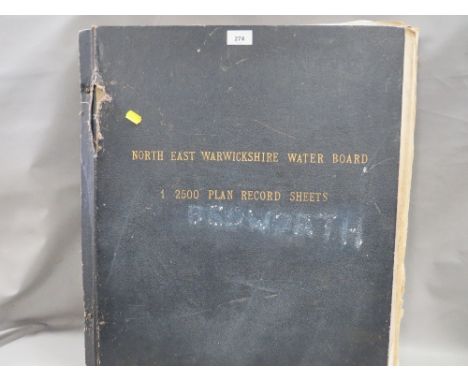 274
NORTH EAST WARWICKSHIRE WATER BOARD
1 2500 PLAN RECORD SHEETS
BEDWORTH